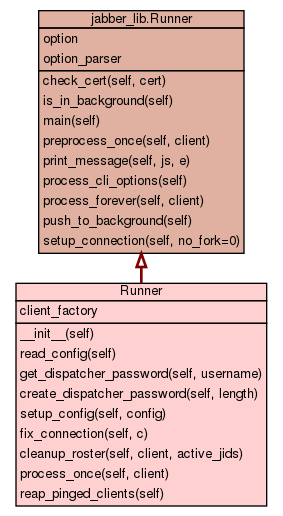 jabber_lib.Runner
option
option_parser
check_cert(self, cert)
is_in_background(self)
main(self)
preprocess_once(self, client)
print_message(self, js, e)
process_cli_options(self)
process_forever(self, client)
push_to_background(self)
setup_connection(self, no_fork=0)
Runner
client_factory
__init__(self)
read_config(self)
get_dispatcher_password(self, username)
create_dispatcher_password(self, length)
setup_config(self, config)
fix_connection(self, c)
cleanup_roster(self, client, active_jids)
process_once(self, client)
reap_pinged_clients(self)